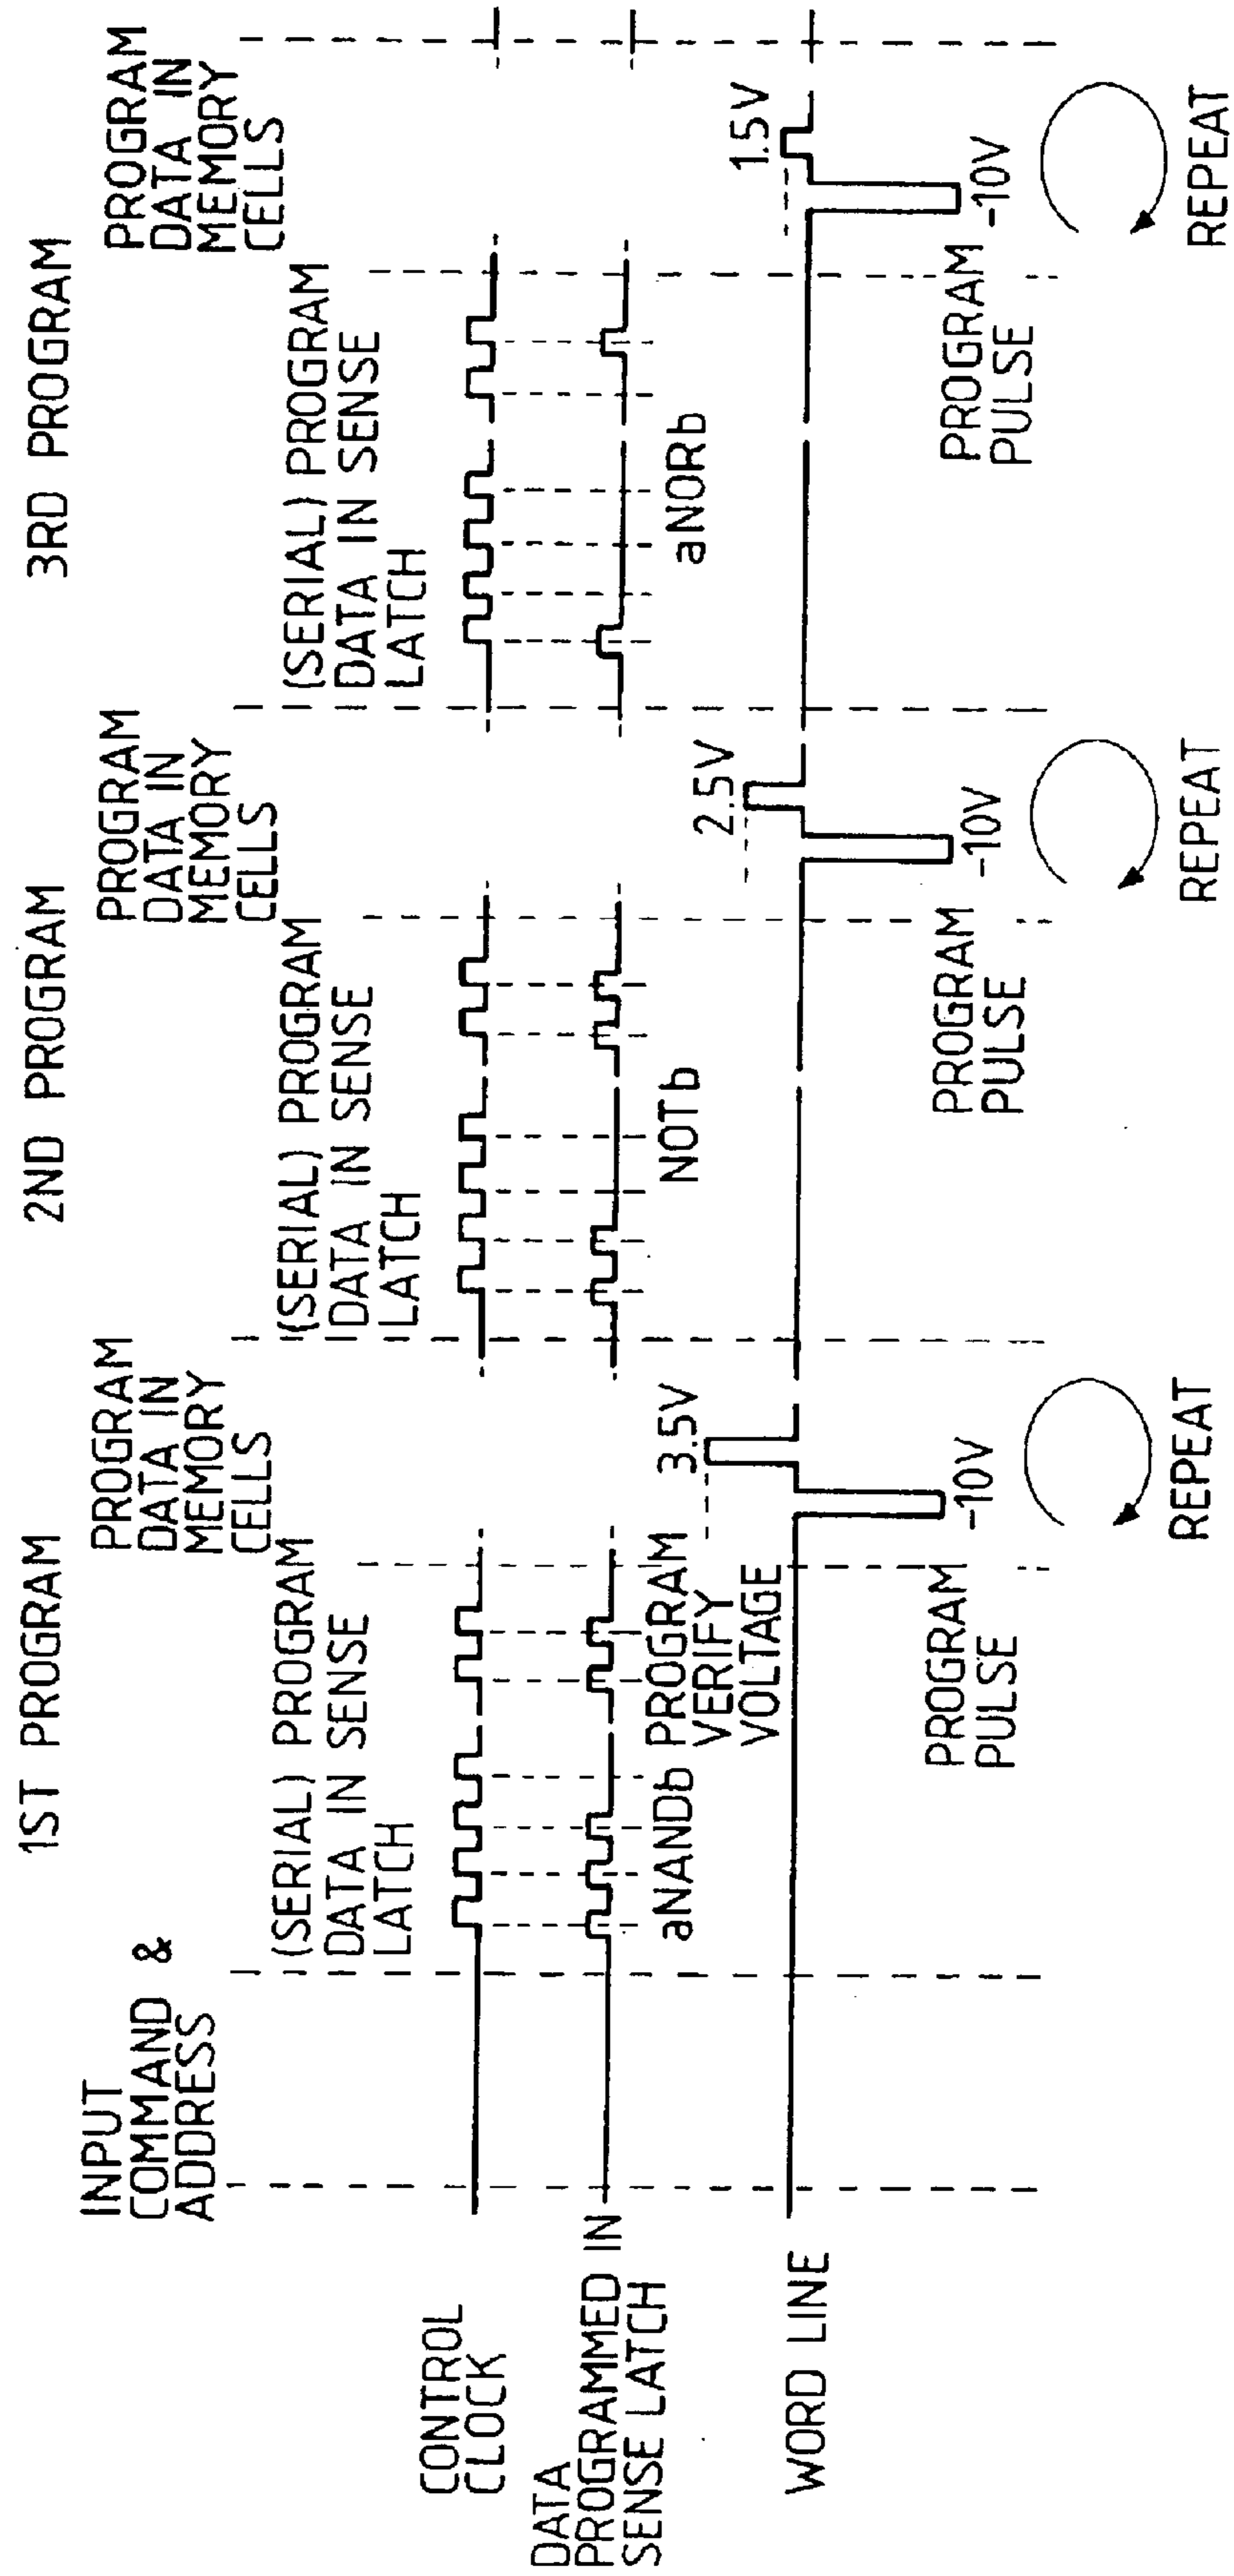 1ST PROGRAM
2ND PROGRAM
3RD PROGRAM
INPUT
COMMAND &
ADDRESS
PROGRAM
DATA IN
MEMORY
CELLS
PROGRAM
DATA IN
MEMORY
CELLS
PROGRAM
DATA IN
MEMORY
CELLS
(SERIAL) PROGRAM
DATA IN SENSE
LATCH
(SERIAL) PROGRAM
DATA IN SENSE
LATCH
(SERIAL) PROGRAM
DATA IN SENSE
LATCH
CONTROL
CLOCK
DATA
PROGRAMMED IN
SENSE LATCH
aNANDb
PROGRAM
VERIFY
VOLTAGE
3.5V
NOTb
2.5V
aNORb
1.5V
WORD LINE
PROGRAM
PULSE
-10V
PROGRAM
PULSE
-10V
PROGRAM
PULSE
-10V
REPEAT
REPEAT
REPEAT